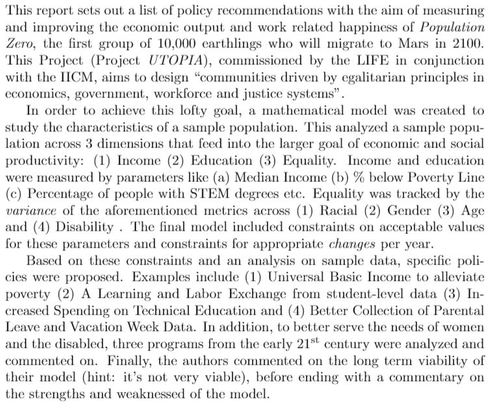 This report sets out a list of policy recommendations with the aim of measuring
and improving the economic output and work related happiness of Population
Zero, the first group of 10,000 earthlings who will migrate to Mars in 2100.
This Project (Project UTOPIA), commissioned by the LIFE in conjunction
with the IICM, aims to design “communities driven by egalitarian principles in
economics, government, workforce and justice systems”.
In order to achieve this lofty goal, a mathematical model was created to
study the characteristics of a sample population. This analyzed a sample popu-
lation across 3 dimensions that feed into the larger goal of economic and social
productivity: (1) Income (2) Education (3) Equality. Income and education
were measured by parameters like (a) Median Income (b) % below Poverty Line
(c) Percentage of people with STEM degrees etc. Equality was tracked by the
variance of the aforementioned metrics across (1) Racial (2) Gender (3) Age
and (4) Disability . The final model included constraints on acceptable values
for these parameters and constraints for appropriate changes per year.
Based on these constraints and an analysis on sample data, specific poli-
cies were proposed. Examples include (1) Universal Basic Income to alleviate
poverty (2) A Learning and Labor Exchange from student-level data (3) In-
creased Spending on Technical Education and (4) Better Collection of Parental
Leave and Vacation Week Data. In addition, to better serve the needs of women
and the disabled, three programs from the early 21st century were analyzed and
commented on. Finally, the authors commented on the long term viability of
their model (hint: it’s not very viable), before ending with a commentary on
the strengths and weaknessed of the model.